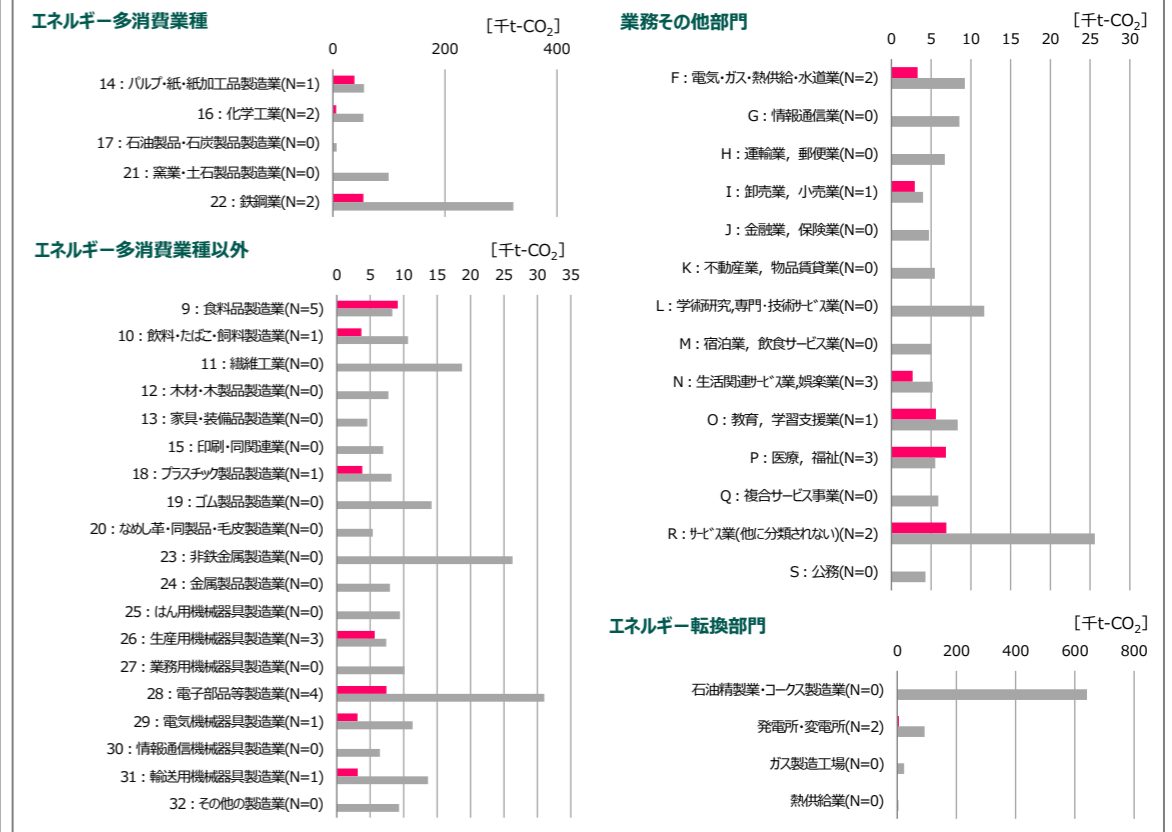 エネルギー多消費業種
[千t-CO2]
0 200 400
14：パルプ・紙・紙加工品製造業(N=1)
16：化学工業(N=2)
17：石油製品・石炭製品製造業(N=0)
21：窯業・土石製品製造業(N=0)
22：鉄鋼業(N=2)
エネルギー多消費業種以外
[千t-CO2]
0 5 10 15 20 25 30 35
9：食料品製造業(N=5)
10：飲料・たばこ・飼料製造業(N=1)
11：繊維工業(N=0)
12：木材・木製品製造業(N=0)
13：家具・装備品製造業(N=0)
15：印刷・同関連業(N=0)
18：プラスチック製品製造業(N=1)
19：ゴム製品製造業(N=0)
20：なめし革・同製品・毛皮製造業(N=0)
23：非鉄金属製造業(N=0)
24：金属製品製造業(N=0)
25：はん用機械器具製造業(N=0)
26：生産用機械器具製造業(N=3)
27：業務用機械器具製造業(N=0)
28：電子部品等製造業(N=4)
29：電気機械器具製造業(N=1)
30：情報通信機械器具製造業(N=0)
31：輸送用機械器具製造業(N=1)
32：その他の製造業(N=0)
業務その他部門
[千t-CO2]
0 5 10 15 20 25 30
F：電気・ガス・熱供給・水道業(N=2)
G：情報通信業(N=0)
H：運輸業，郵便業(N=0)
I：卸売業，小売業(N=1)
J：金融業，保険業(N=0)
K：不動産業，物品賃貸業(N=0)
L：学術研究,専門・技術サービス業(N=0)
M：宿泊業，飲食サービス業(N=0)
N：生活関連サービス業,娯楽業(N=3)
O：教育，学習支援業(N=1)
P：医療，福祉(N=3)
Q：複合サービス事業(N=0)
R：サービス業(他に分類されない)(N=2)
S：公務(N=0)
エネルギー転換部門
[千t-CO2]
0 200 400 600 800
石油精製業・コークス製造業(N=0)
発電所・変電所(N=2)
ガス製造工場(N=0)
熱供給業(N=0)